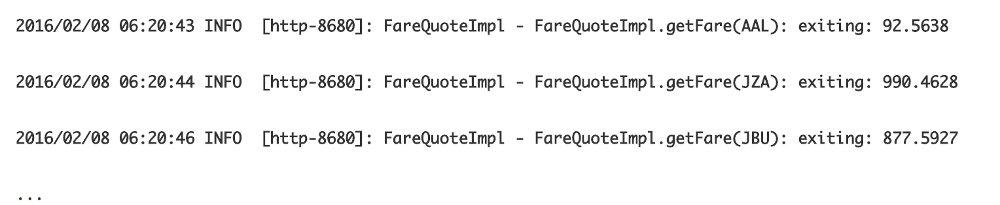 2016/02/08 06:20:43 INFO  [http-8680]: FareQuoteImpl - FareQuoteImpl.getFare(AAL): exiting: 92.5638
2016/02/08 06:20:44 INFO  [http-8680]: FareQuoteImpl - FareQuoteImpl.getFare(JZA): exiting: 990.4628
2016/02/08 06:20:46 INFO  [http-8680]: FareQuoteImpl - FareQuoteImpl.getFare(JBU): exiting: 877.5927
...